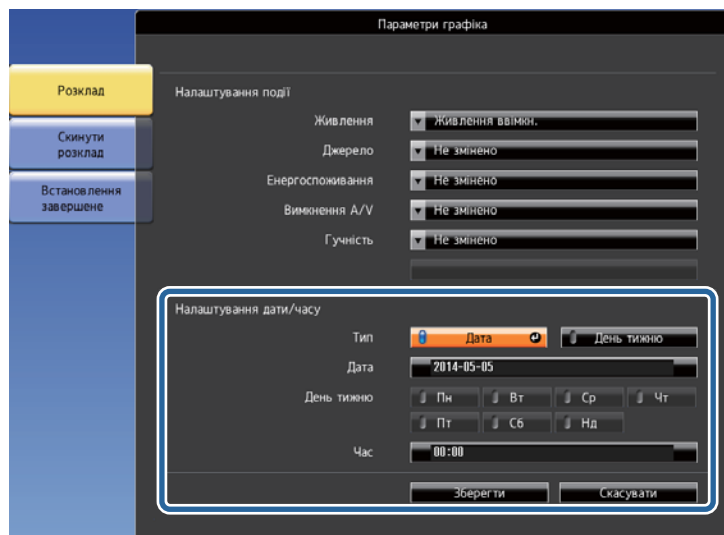 Параметри графіка
Розклад
Скинути
розклад
Встановлення
завершене
Налаштування події
Живлення Живлення ввімкн.
Джерело Не змінено
Енергоспоживання Не змінено
Вимкнення A/V Не змінено
Гучність Не змінено
Налаштування дати/часу
Тип Дата День тижню
Дата 2014-05-05
День тижню Пн Вт Ср Чт
Пт Сб Нд
Час 00:00
Зберегти Скасувати